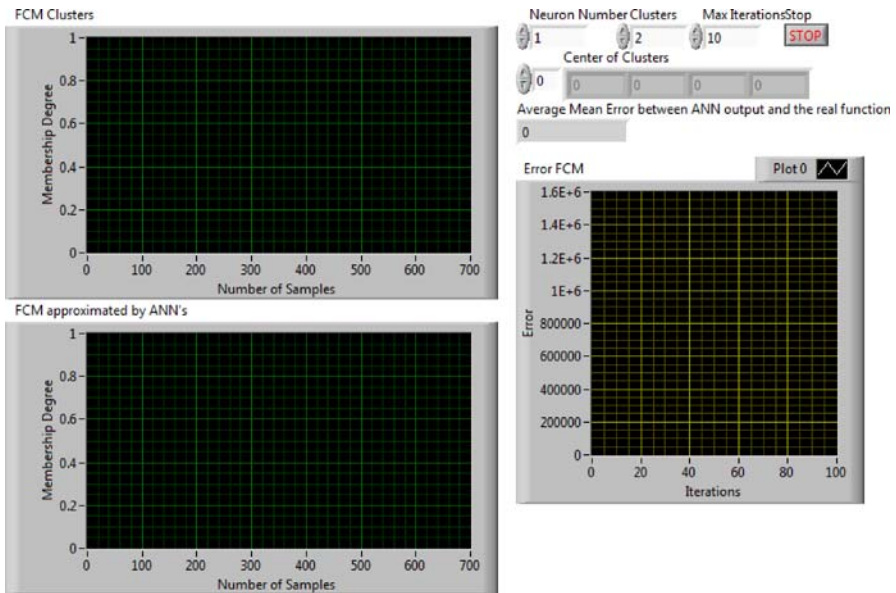 FCM Clusters
1
0.8
0.6
0.4
0.2
0
Membership Degree
0 100 200 300 400 500 600 700
Number of Samples
FCM approximated by ANN's
1
0.8
0.6
0.4
0.2
0
Membership Degree
0 100 200 300 400 500 600 700
Number of Samples
Neuron Number Clusters Max Iterations Stop
1 2 10 STOP
Center of Clusters
0 0 0 0 0
Average Mean Error between ANN output and the real function
0
Error FCM Plot 0
1.6E+6
1.4E+6
1.2E+6
1E+6
800000
600000
400000
200000
0
Error
0 20 40 60 80 100
Iterations